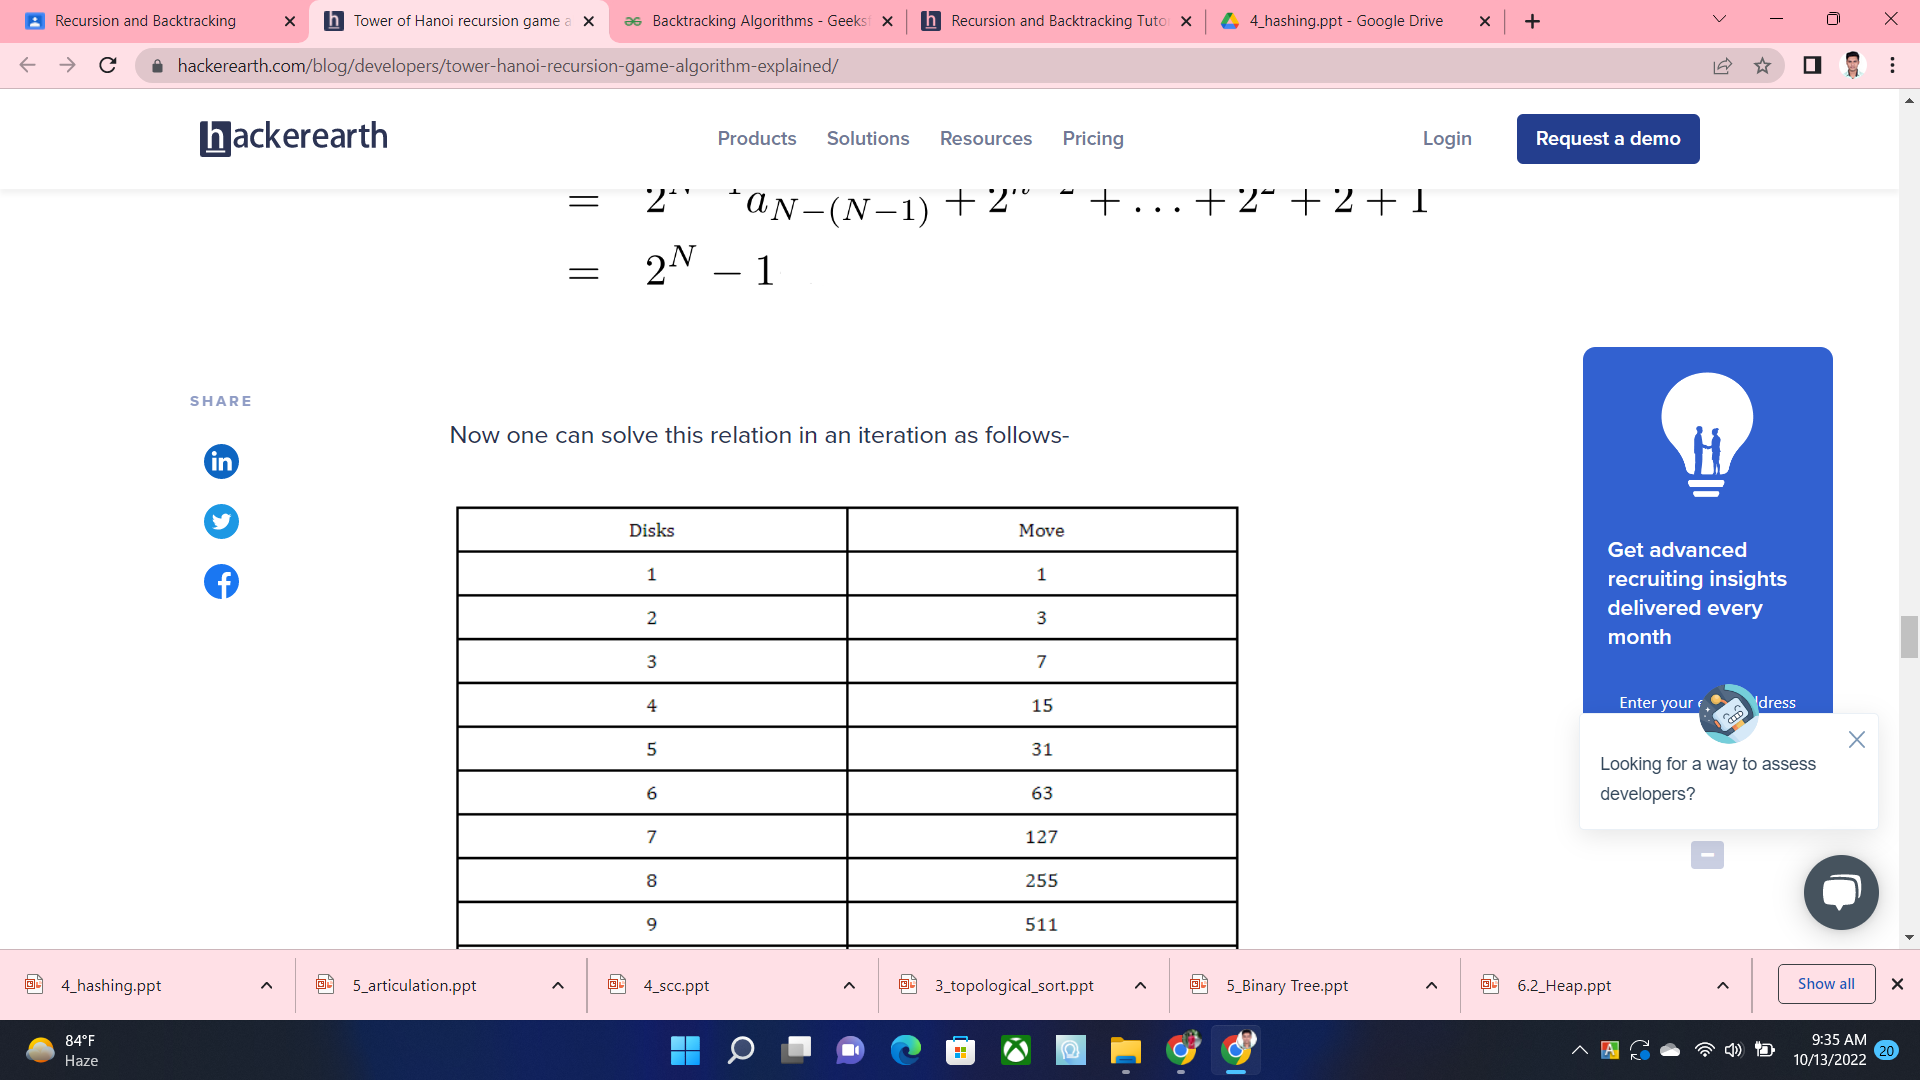 Recursion and Backtracking
Tower of Hanoi recursion game a
Backtracking Algorithms - Geeksf
Recursion and Backtracking Tuto
4_hashing.ppt - Google Drive
hackerearth.com/blog/developers/tower-hanoi-recursion-game-algorithm-explained/
hackerearth
Products Solutions Resources Pricing
Login
Request a demo
= 2^{N-1} a_{N-(N-1)} + 2^{n-2} + ... + 2^2 + 2 + 1
= 2^N - 1
SHARE
Now one can solve this relation in an iteration as follows-
Disks Move
1 1
2 3
3 7
4 15
5 31
6 63
7 127
8 255
9 511
Get advanced
recruiting insights
delivered every
month
Enter your e dress
Looking for a way to assess
developers?
4_hashing.ppt
5_articulation.ppt
4_scc.ppt
3_topological_sort.ppt
5_Binary Tree.ppt
6.2_Heap.ppt
Show all
84°F
Haze
9:35 AM
10/13/2022
20